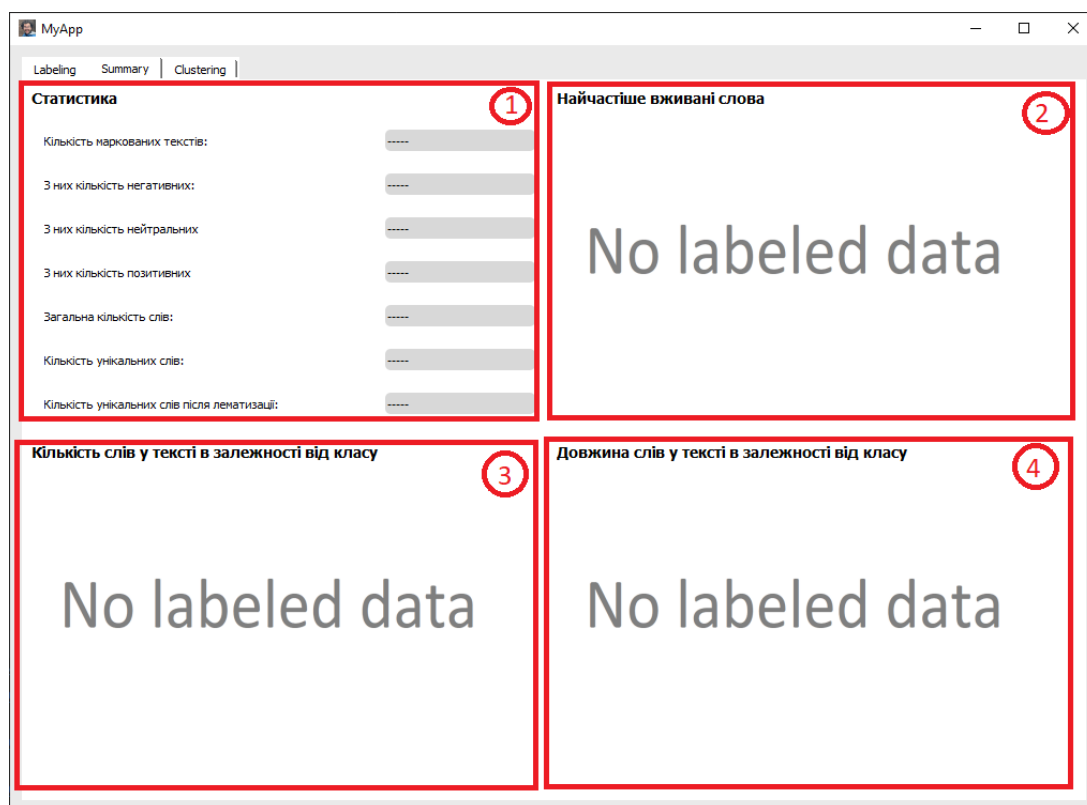 MyApp
Labeling Summary Clustering
Статистика
1
Кількість маркованих текстів: -----
З них кількість негативних: -----
З них кількість нейтральних -----
З них кількість позитивних -----
Загальна кількість слів: -----
Кількість унікальних слів: -----
Кількість унікальних слів після лематизації: -----
Найчастіше вживані слова
2
No labeled data
Кількість слів у тексті в залежності від класу
3
No labeled data
Довжина слів у тексті в залежності від класу
4
No labeled data